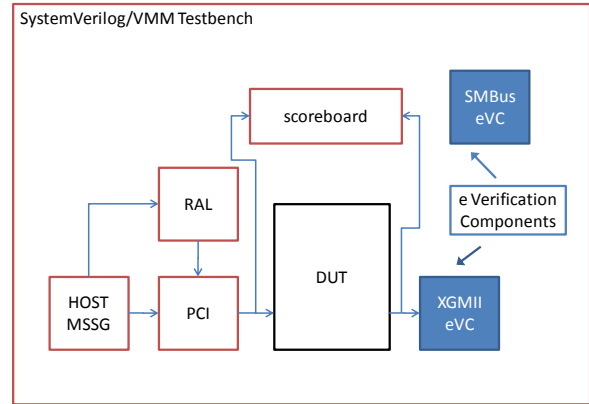 SystemVerilog/VMM Testbench
scoreboard
SMBus
eVC
RAL
e Verification
Components
DUT
HOST
MSSG
PCI
XGMII
eVC